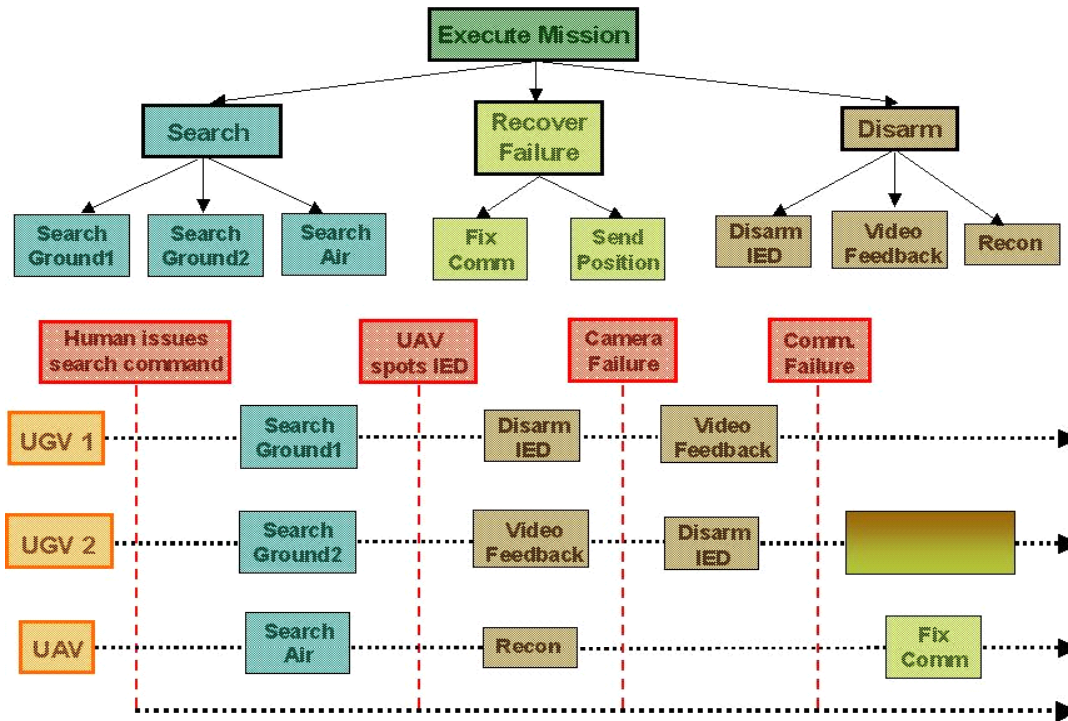 Execute Mission
Search
Recover
Failure
Disarm
Search
Ground1
Search
Ground2
Search
Air
Fix
Comm
Send
Position
Disarm
IED
Video
Feedback
Recon
Human issues
search command
UAV
spots IED
Camera
Failure
Comm.
Failure
UGV 1
Search
Ground1
Disarm
IED
Video
Feedback
UGV 2
Search
Ground2
Video
Feedback
Disarm
IED
UAV
Search
Air
Recon
Fix
Comm